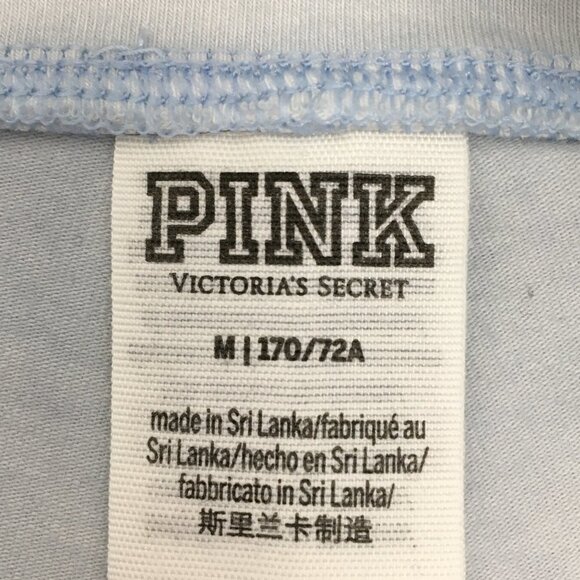 PINK
VICTORIA'S SECRET
M | 170/72A
made in Sri Lanka/fabriqué au
Sri Lanka/hecho en Sri Lanka/
fabbricato in Sri Lanka/
斯里兰卡制造